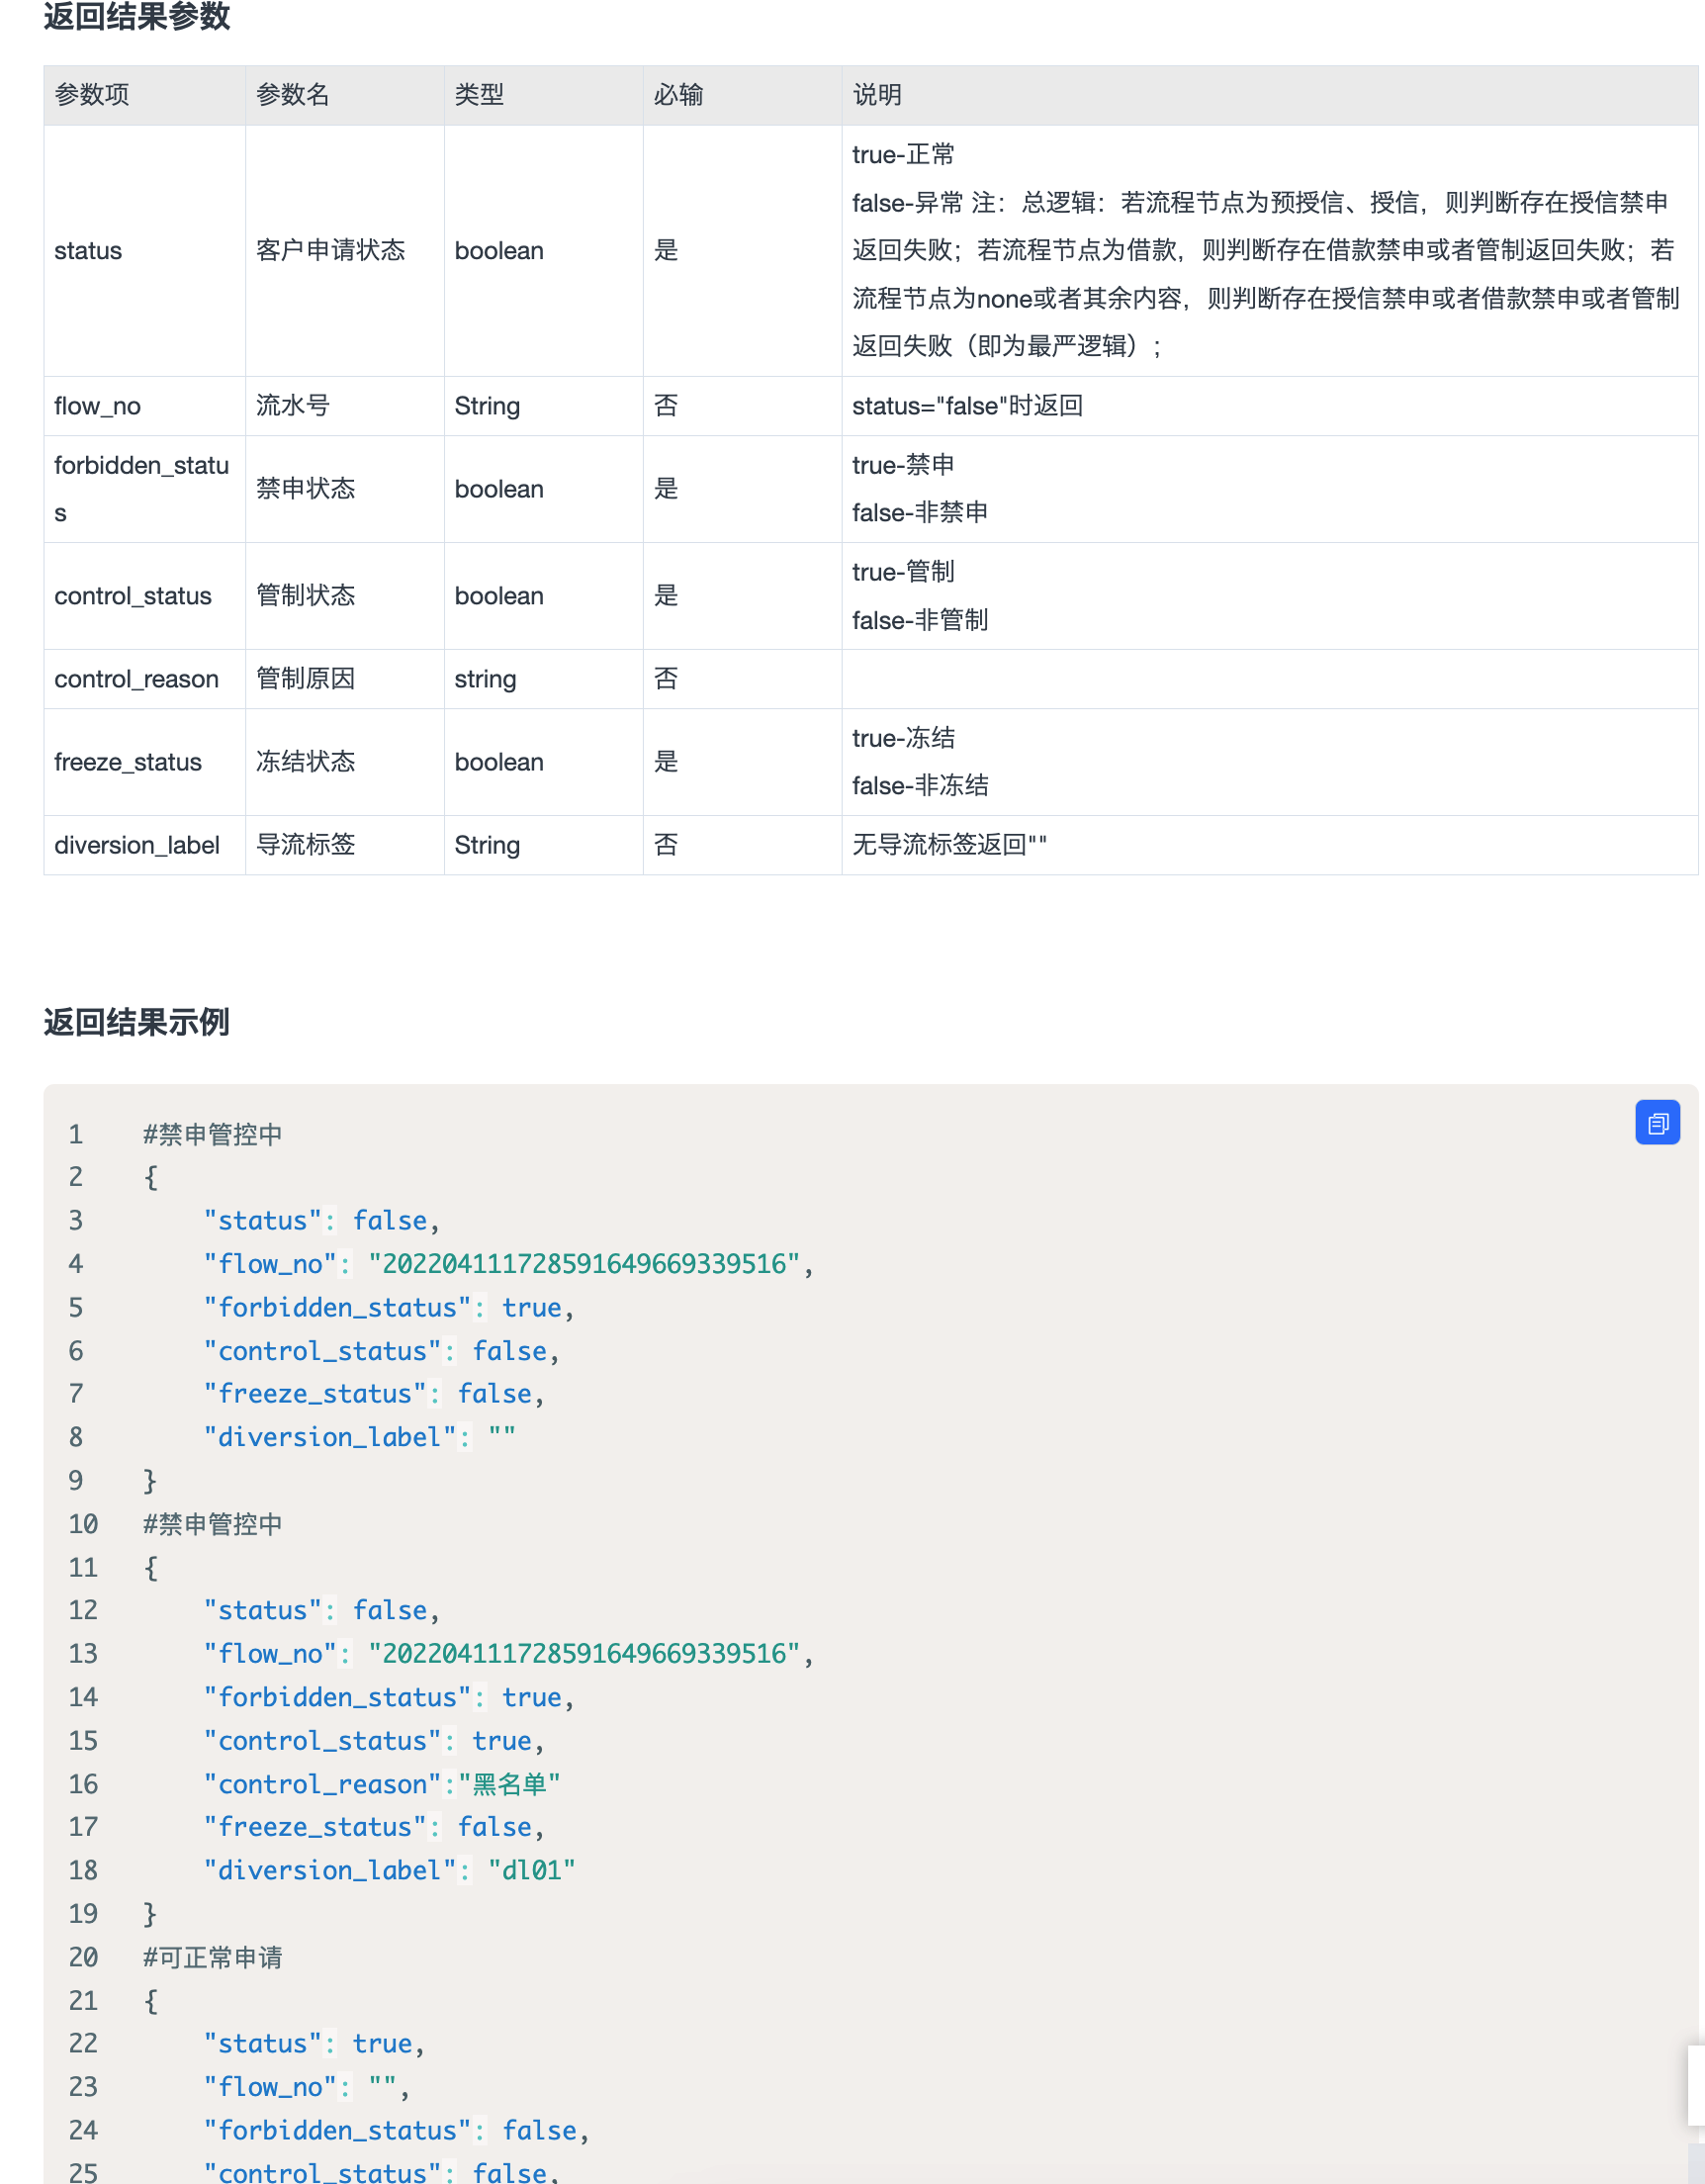 返回结果参数
参数项 参数名 类型 必输 说明
status 客户申请状态 boolean 是 true-正常
false-异常 注：总逻辑：若流程节点为预授信、授信，则判断存在授信禁申
返回失败；若流程节点为借款，则判断存在借款禁申或者管制返回失败；若
流程节点为none或者其余内容，则判断存在授信禁申或者借款禁申或者管制
返回失败（即为最严逻辑）；
flow_no 流水号 String 否 status="false"时返回
forbidden_statu
s 禁申状态 boolean 是 true-禁申
false-非禁申
control_status 管制状态 boolean 是 true-管制
false-非管制
control_reason 管制原因 string 否
freeze_status 冻结状态 boolean 是 true-冻结
false-非冻结
diversion_label 导流标签 String 否 无导流标签返回""
返回结果示例
1 #禁申管控中
2 {
3 "status": false,
4 "flow_no": "20220411172859164966933​9516",
5 "forbidden_status": true,
6 "control_status": false,
7 "freeze_status": false,
8 "diversion_label": ""
9 }
10 #禁申管控中
11 {
12 "status": false,
13 "flow_no": "202204111728591649669339516",
14 "forbidden_status": true,
15 "control_status": true,
16 "control_reason":"黑名单"
17 "freeze_status": false,
18 "diversion_label": "dl01"
19 }
20 #可正常申请
21 {
22 "status": true,
23 "flow_no": "",
24 "forbidden_status": false,
25 "control_status": false,